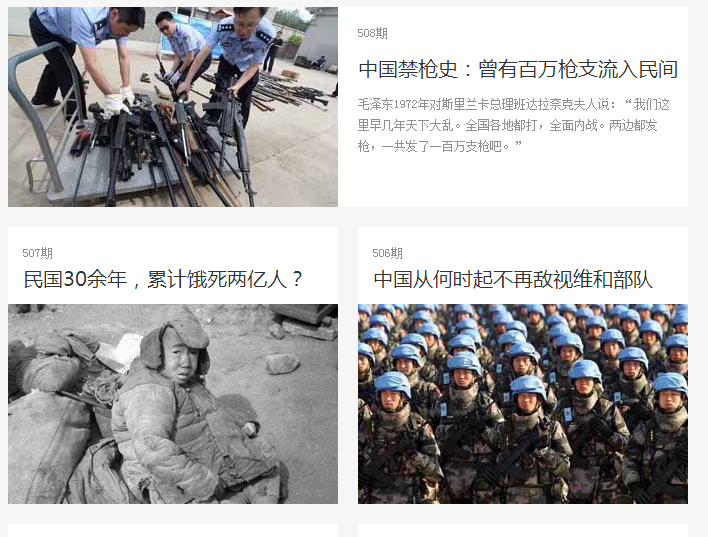 508期
中国禁枪史：曾有百万枪支流入民间
毛泽东1972年对斯里兰卡总理班达拉奈克夫人说：“我们这
里早几年天下大乱。全国各地都打，全面内战。两边都发
枪，一共发了一百万支枪吧。”
507期
民国30余年，累计饿死两亿人？
506期
中国从何时起不再敌视维和部队